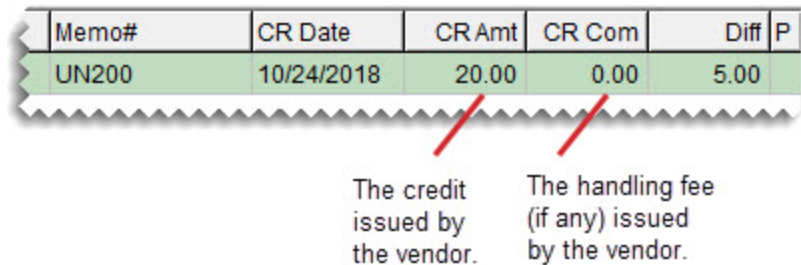 Memo# CR Date CR Amt CR Com Diff P
UN200 10/24/2018 20.00 0.00 5.00
The credit
issued by
the vendor.
The handling fee
(if any) issued
by the vendor.